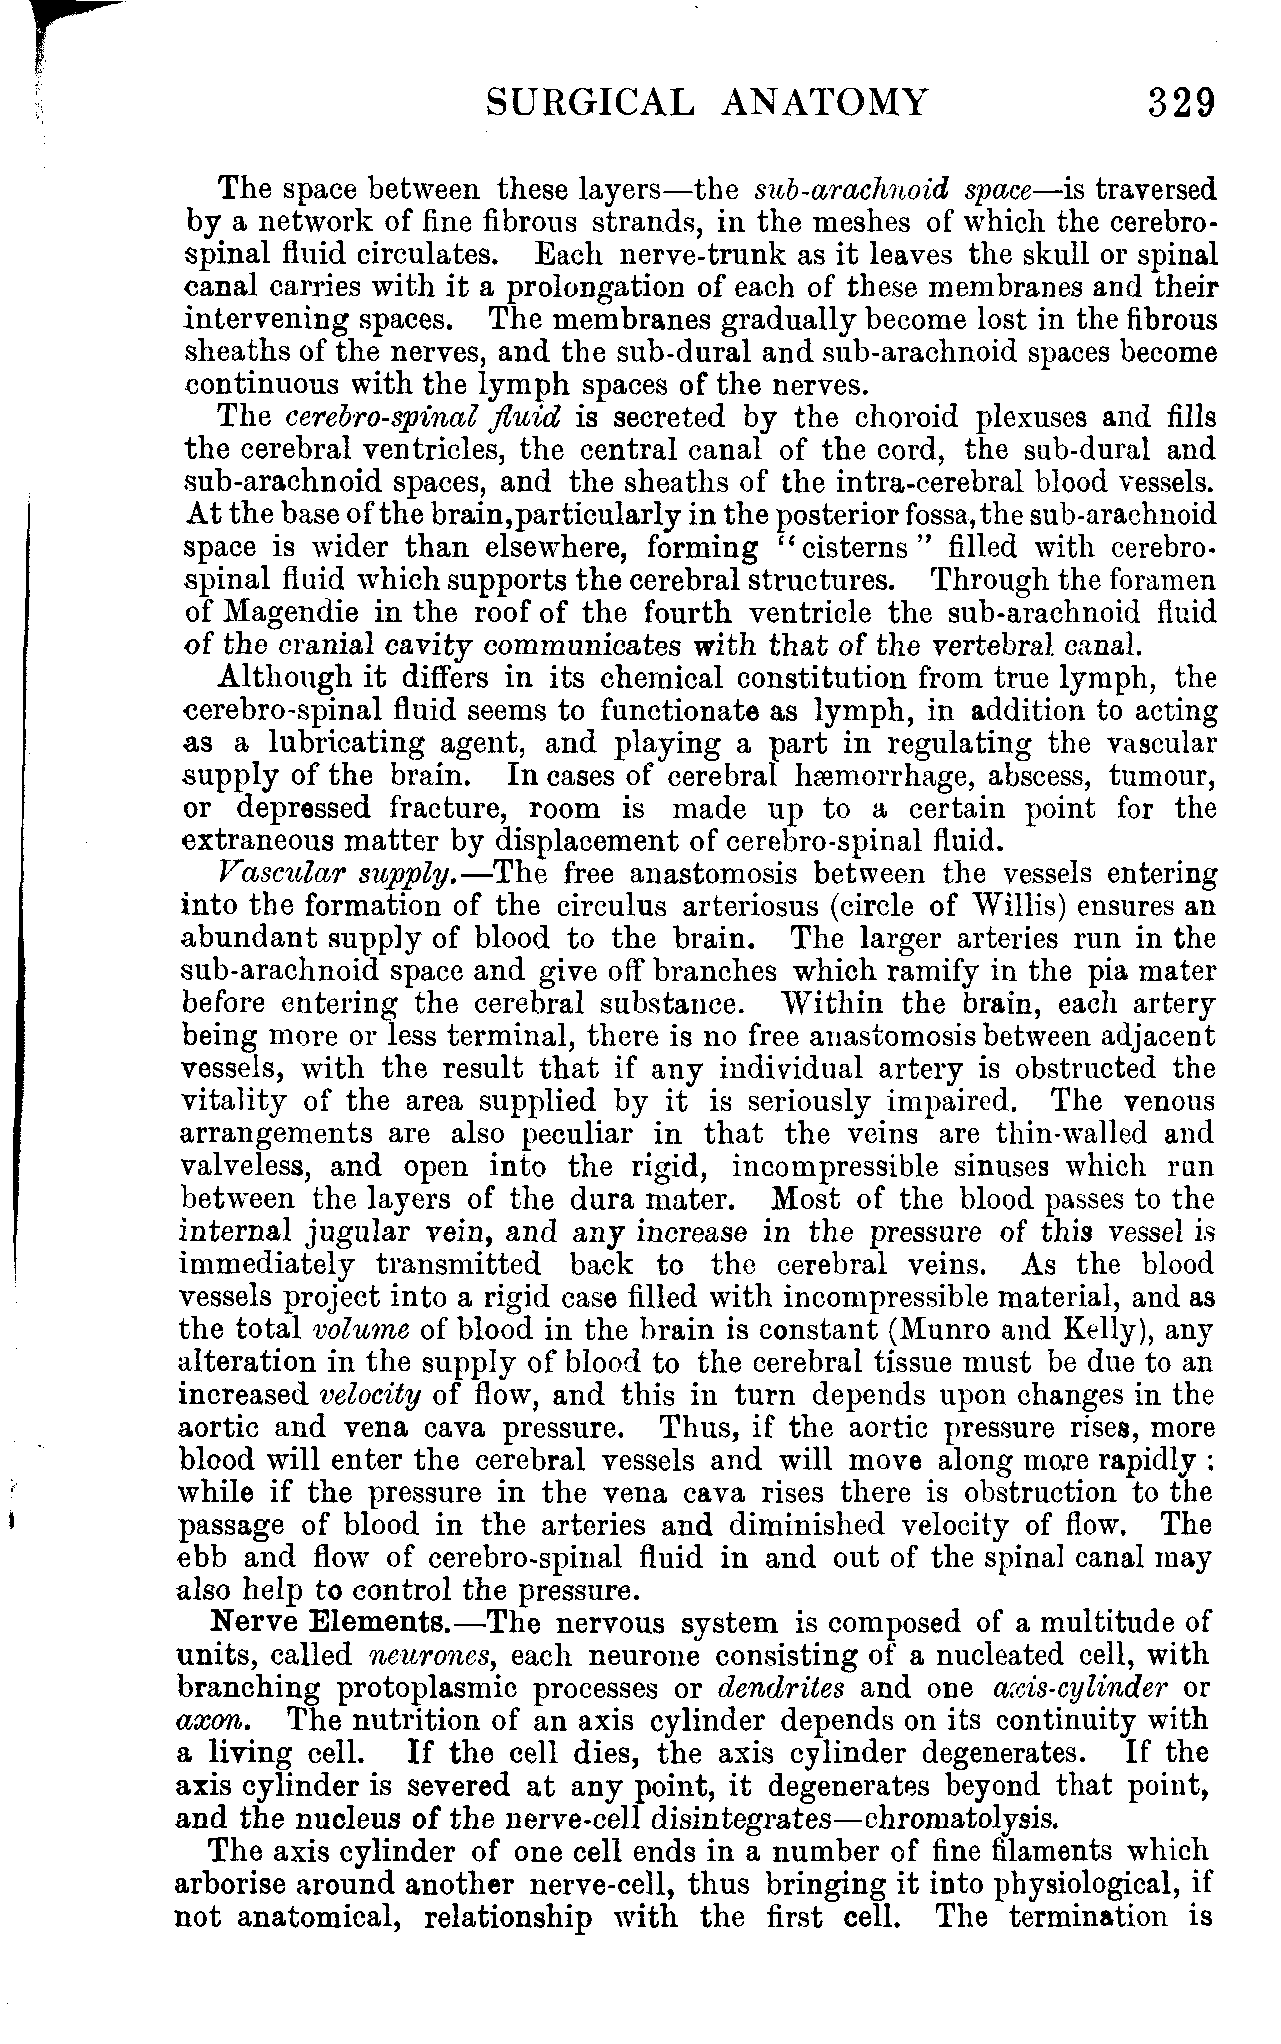 SURGICAL ANATOMY 329
The space between these layers—the sub-arachnoid space—is traversed
by a network of fine fibrous strands, in the meshes of which the cerebro-
spinal fluid circulates. Each nerve-trunk as it leaves the skull or spinal
canal carries with it a prolongation of each of these membranes and their
intervening spaces. The membranes gradually become lost in the fibrous
sheaths of the nerves, and the sub-dural and sub-arachnoid spaces become
continuous with the lymph spaces of the nerves.
The cerebro-spinal fluid is secreted by the choroid plexuses and fills
the cerebral ventricles, the central canal of the cord, the sub-dural and
sub-arachnoid spaces, and the sheaths of the intra-cerebral blood vessels.
At the base of the brain, particularly in the posterior fossa, the sub-arachnoid
space is wider than elsewhere, forming “cisterns” filled with cerebro-
spinal fluid which supports the cerebral structures. Through the foramen
of Magendie in the roof of the fourth ventricle the sub-arachnoid fluid
of the cranial cavity communicates with that of the vertebral canal.
Although it differs in its chemical constitution from true lymph, the
cerebro-spinal fluid seems to functionate as lymph, in addition to acting
as a lubricating agent, and playing a part in regulating the vascular
supply of the brain. In cases of cerebral hæmorrhage, abscess, tumour,
or depressed fracture, room is made up to a certain point for the
extraneous matter by displacement of cerebro-spinal fluid.
Vascular supply.—The free anastomosis between the vessels entering
into the formation of the circulus arteriosus (circle of Willis) ensures an
abundant supply of blood to the brain. The larger arteries run in the
sub-arachnoid space and give off branches which ramify in the pia mater
before entering the cerebral substance. Within the brain, each artery
being more or less terminal, there is no free anastomosis between adjacent
vessels, with the result that if any individual artery is obstructed the
vitality of the area supplied by it is seriously impaired. The venous
arrangements are also peculiar in that the veins are thin-walled and
valveless, and open into the rigid, incompressible sinuses which run
between the layers of the dura mater. Most of the blood passes to the
internal jugular vein, and any increase in the pressure of this vessel is
immediately transmitted back to the cerebral veins. As the blood
vessels project into a rigid case filled with incompressible material, and as
the total volume of blood in the brain is constant (Munro and Kelly), any
alteration in the supply of blood to the cerebral tissue must be due to an
increased velocity of flow, and this in turn depends upon changes in the
aortic and vena cava pressure. Thus, if the aortic pressure rises, more
blood will enter the cerebral vessels and will move along more rapidly :
while if the pressure in the vena cava rises there is obstruction to the
passage of blood in the arteries and diminished velocity of flow. The
ebb and flow of cerebro-spinal fluid in and out of the spinal canal may
also help to control the pressure.
Nerve Elements.—The nervous system is composed of a multitude of
units, called neurones, each neurone consisting of a nucleated cell, with
branching protoplasmic processes or dendrites and one axis-cylinder or
axon. The nutrition of an axis cylinder depends on its continuity with
a living cell. If the cell dies, the axis cylinder degenerates. If the
axis cylinder is severed at any point, it degenerates beyond that point,
and the nucleus of the nerve-cell disintegrates—chromatolysis.
The axis cylinder of one cell ends in a number of fine filaments which
arborise around another nerve-cell, thus bringing it into physiological, if
not anatomical, relationship with the first cell. The termination is